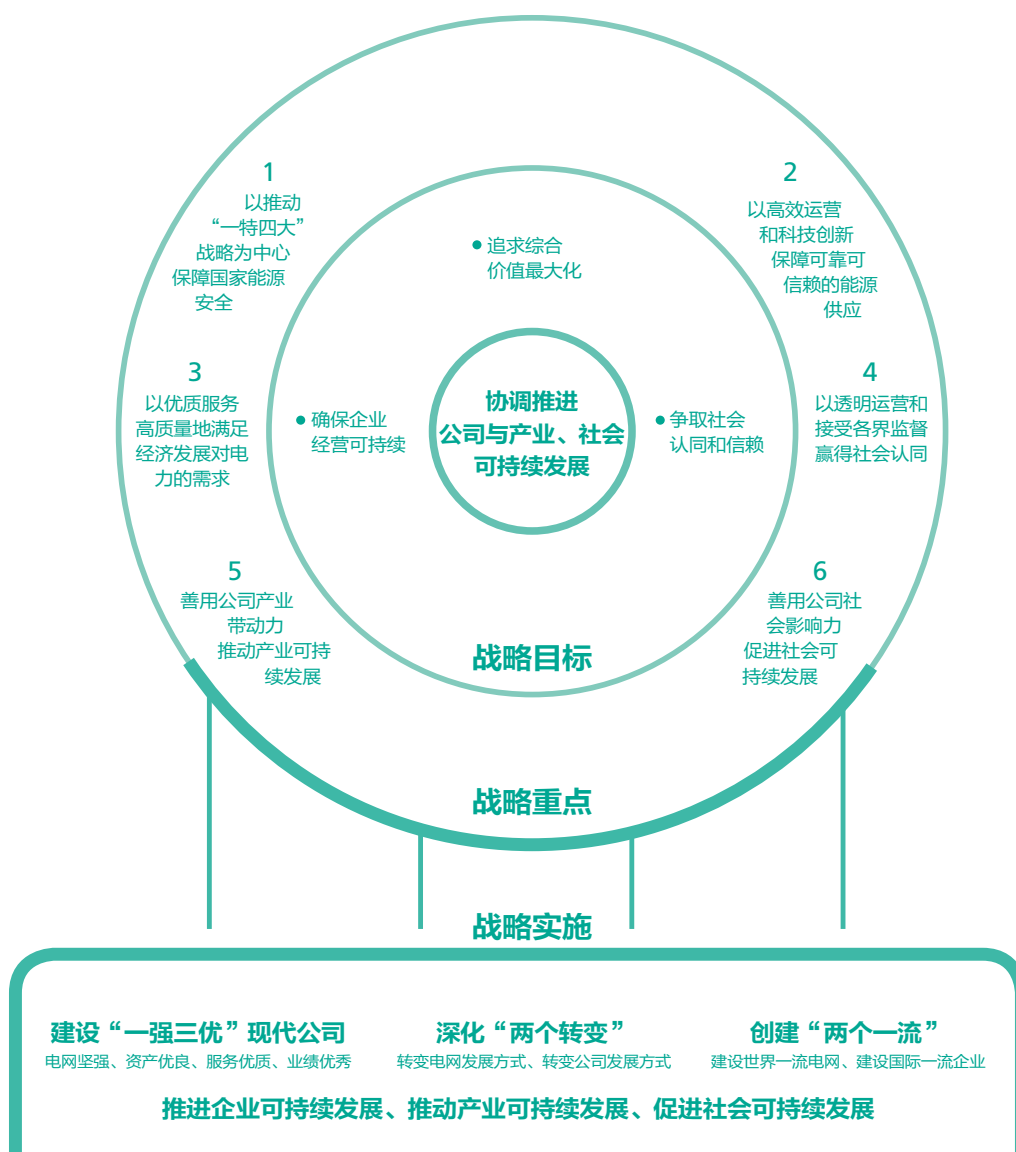 1
以推动
“一特四大”
战略为中心
保障国家能源
安全
2
以高效运营
和科技创新
保障可靠可
信赖的能源
供应
• 追求综合
价值最大化
3
以优质服务
高质量地满足
经济发展对电
力的需求
• 确保企业
经营可持续
协调推进
公司与产业、社会
可持续发展
• 争取社会
认同和信赖
4
以透明运营和
接受各界监督
赢得社会认同
5
善用公司产业
带动力
推动产业可持
续发展
6
善用公司社
会影响力
促进社会可
持续发展
战略目标
战略重点
战略实施
建设“一强三优”现代公司
电网坚强、资产优良、服务优质、业绩优秀
深化“两个转变”
转变电网发展方式、转变公司发展方式
创建“两个一流”
建设世界一流电网、建设国际一流企业
推进企业可持续发展、推动产业可持续发展、促进社会可持续发展